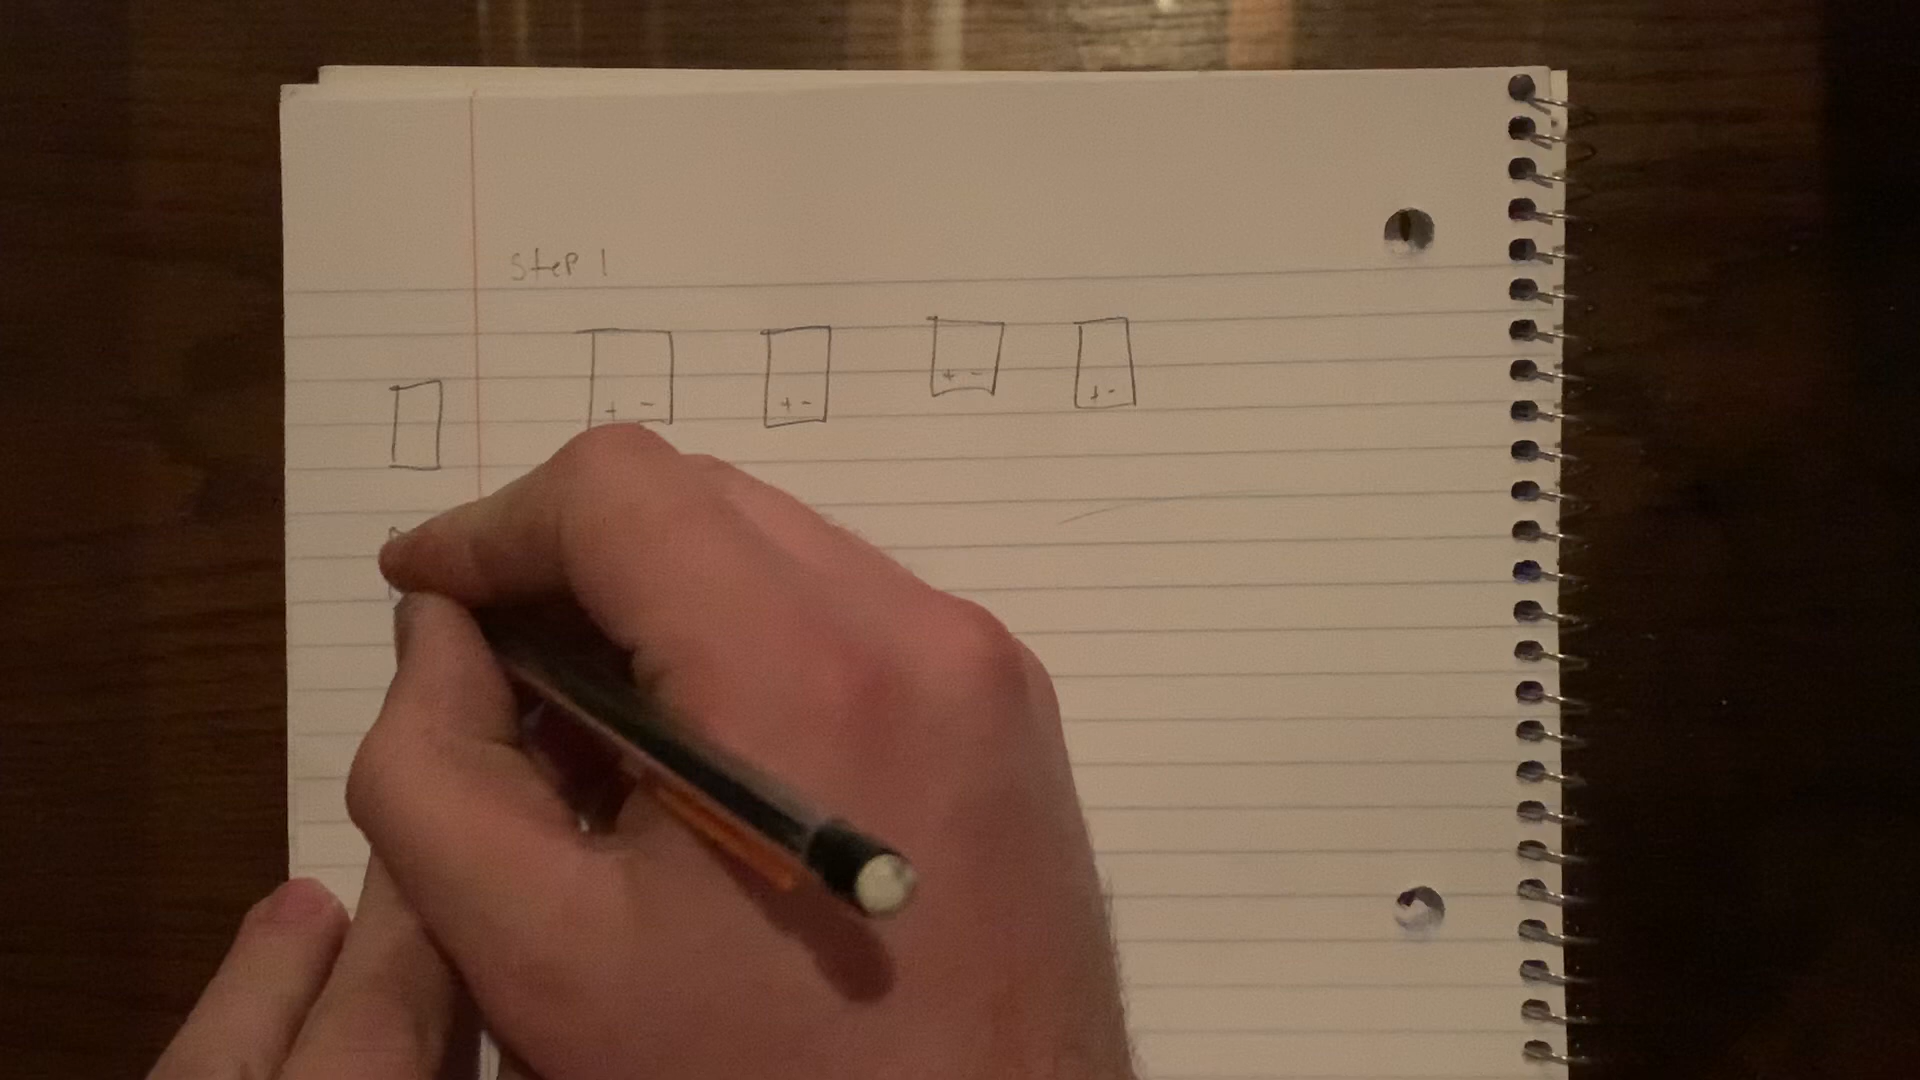 Step 1
+ - + - + - + -